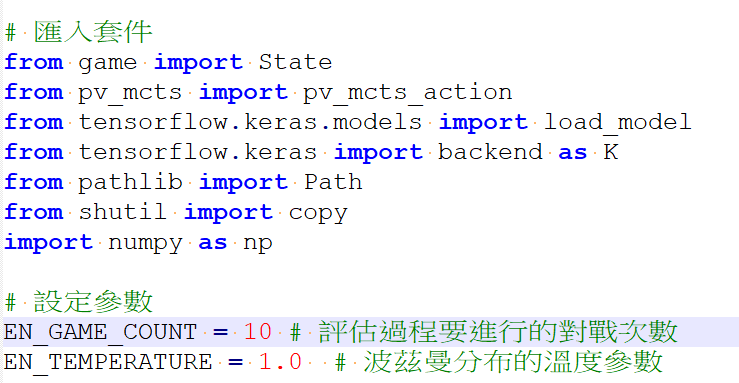 # 匯入套件
from game import State
from pv_mcts import pv_mcts_action
from tensorflow.keras.models import load_model
from tensorflow.keras import backend as K
from pathlib import Path
from shutil import copy
import numpy as np
# 設定參數
EN_GAME_COUNT = 10 # 評估過程要進行的對戰次數
EN_TEMPERATURE = 1.0  # 波茲曼分布的溫度參數